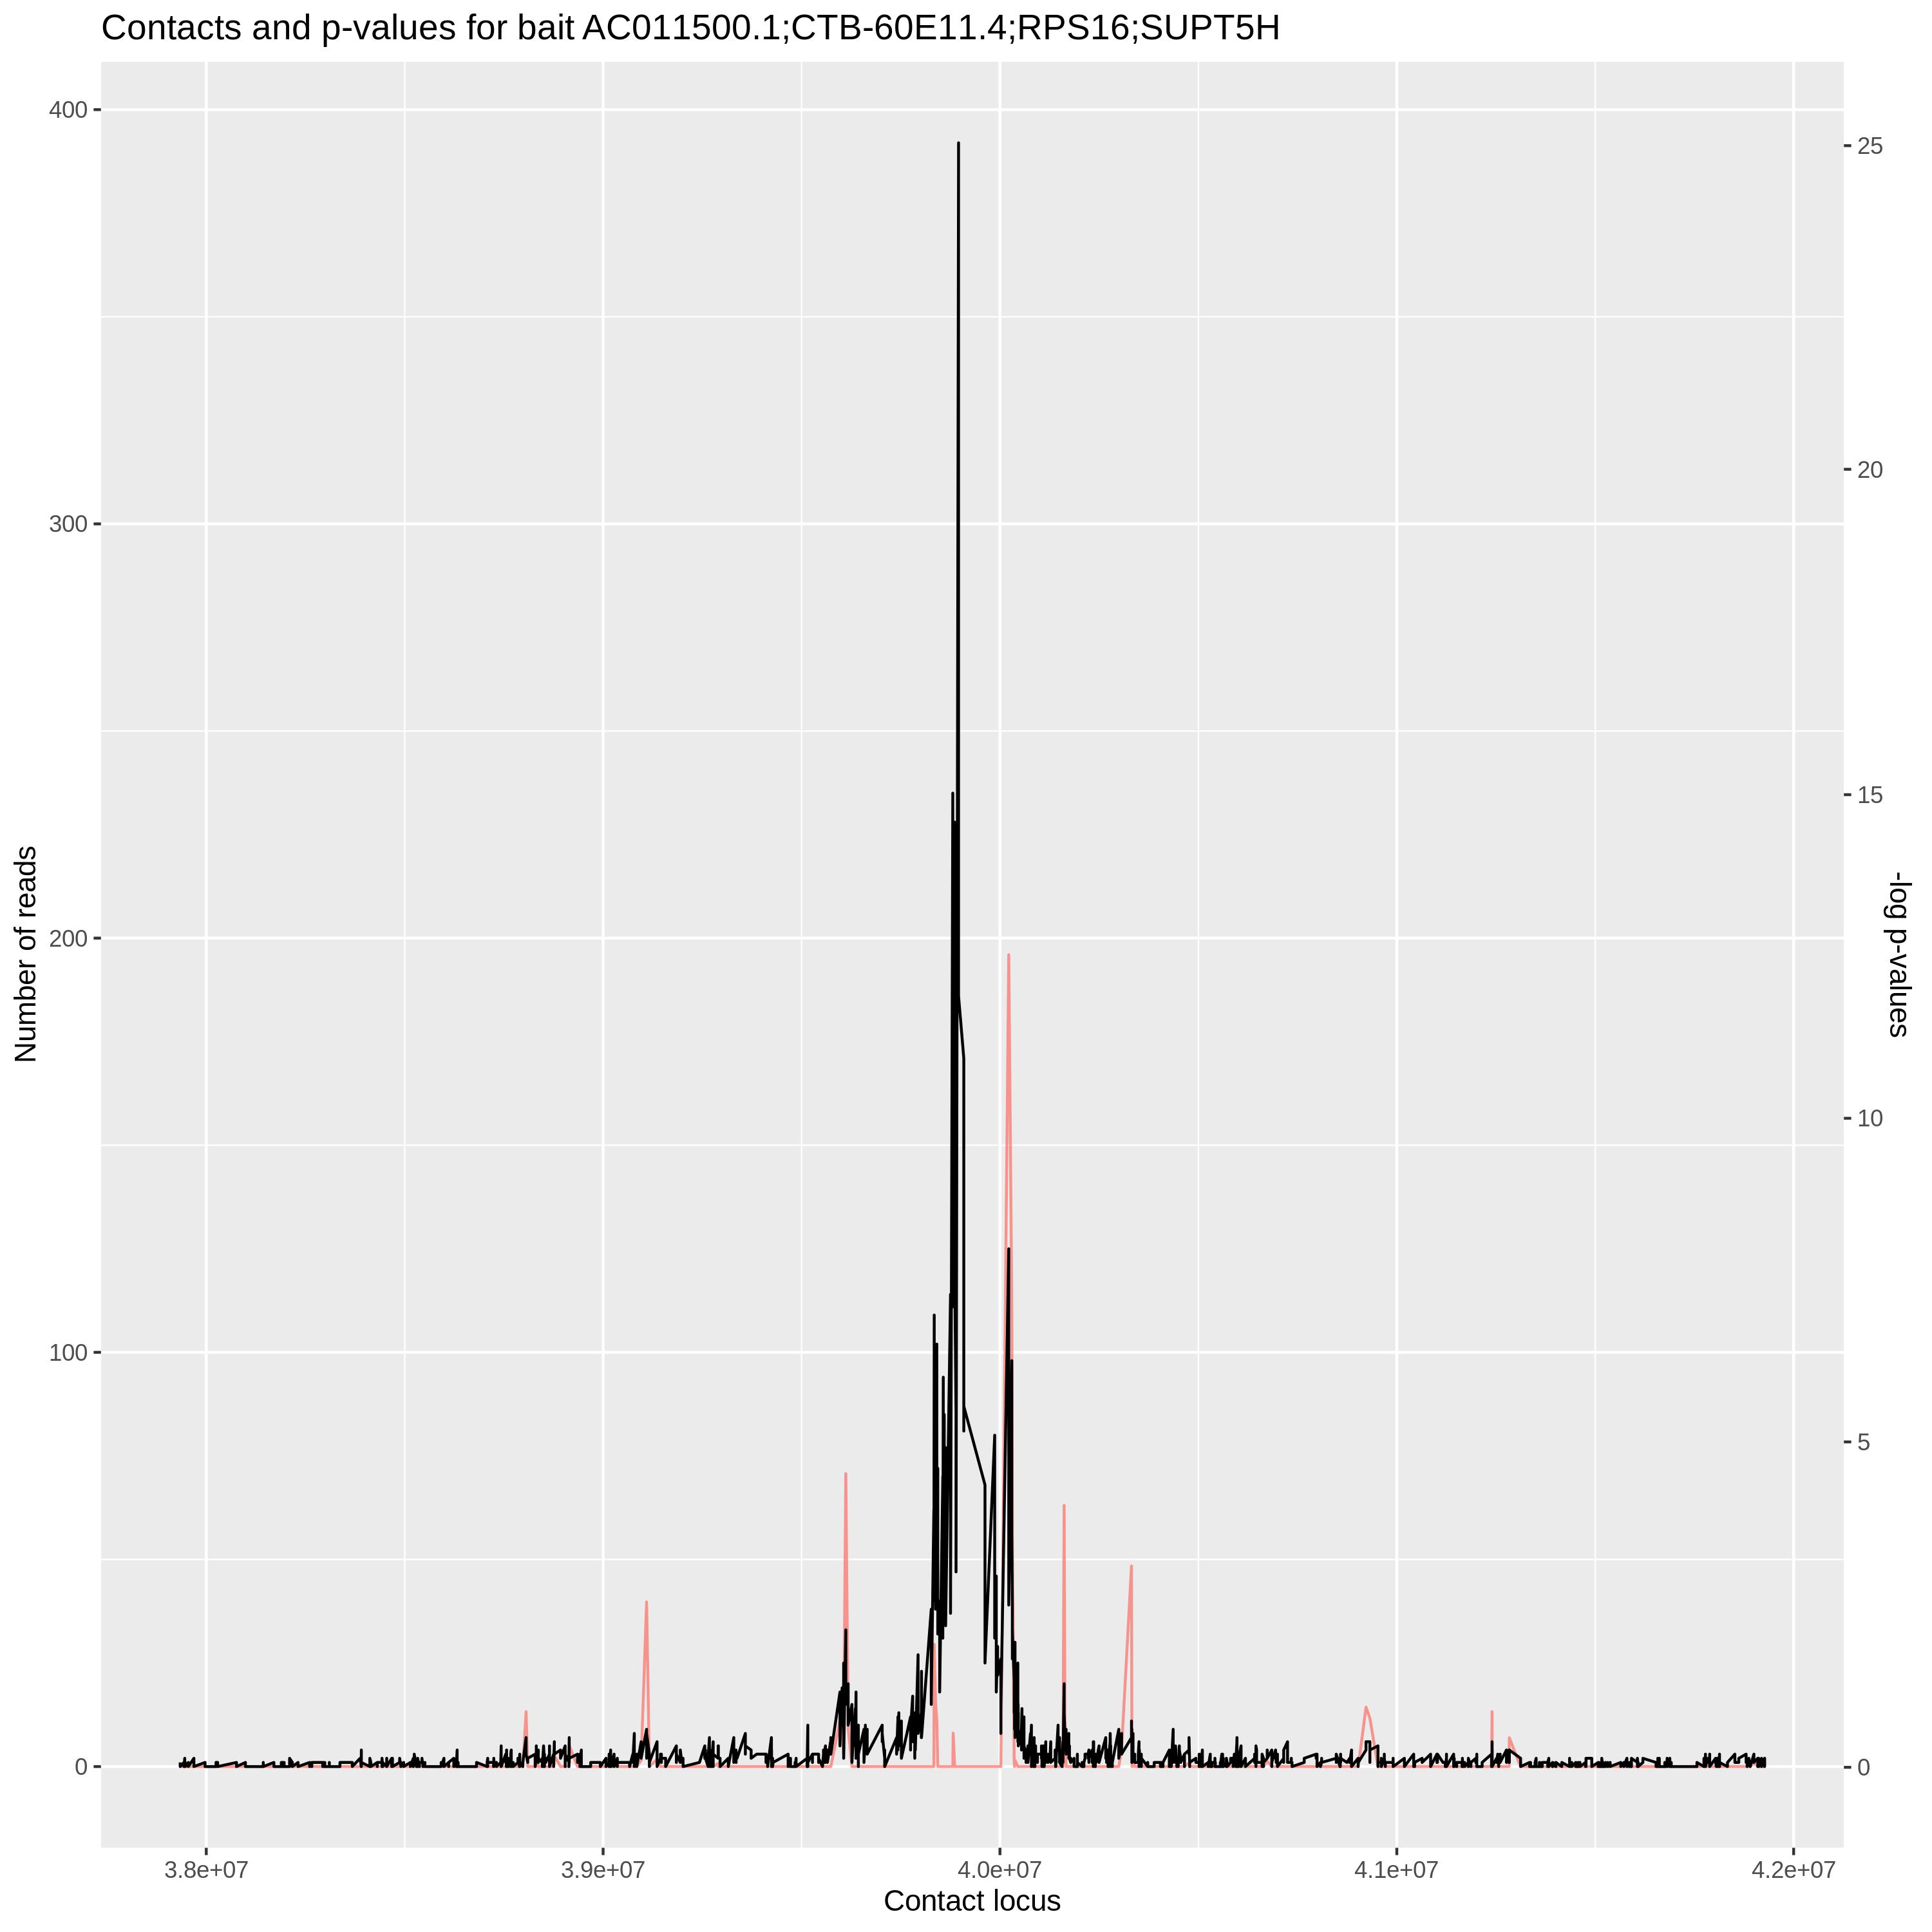 Contacts and p-values for bait AC011500.1;CTB-60E11.4;RPS16;SUPT5H
400
300
200
100
0
Number of reads
25
20
15
10
5
0
-log p-values
3.8e+07 3.9e+07 4.0e+07 4.1e+07 4.2e+07
Contact locus